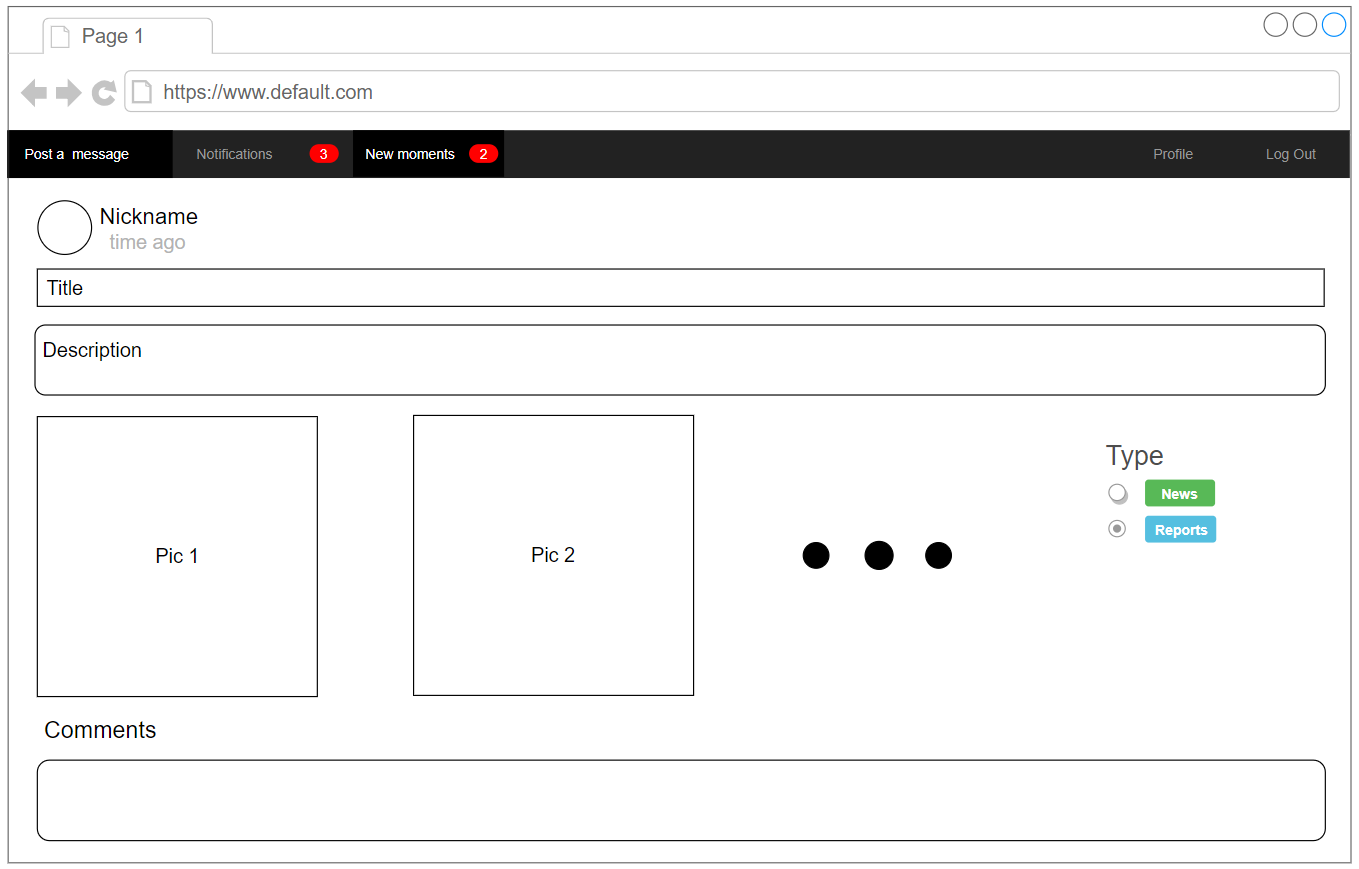 Page 1
https://www.default.com
Post a  message Notifications 3 New moments 2 Profile Log Out
Nickname
time ago
Title
Description
Type
News
Reports
Pic 1 Pic 2
Comments